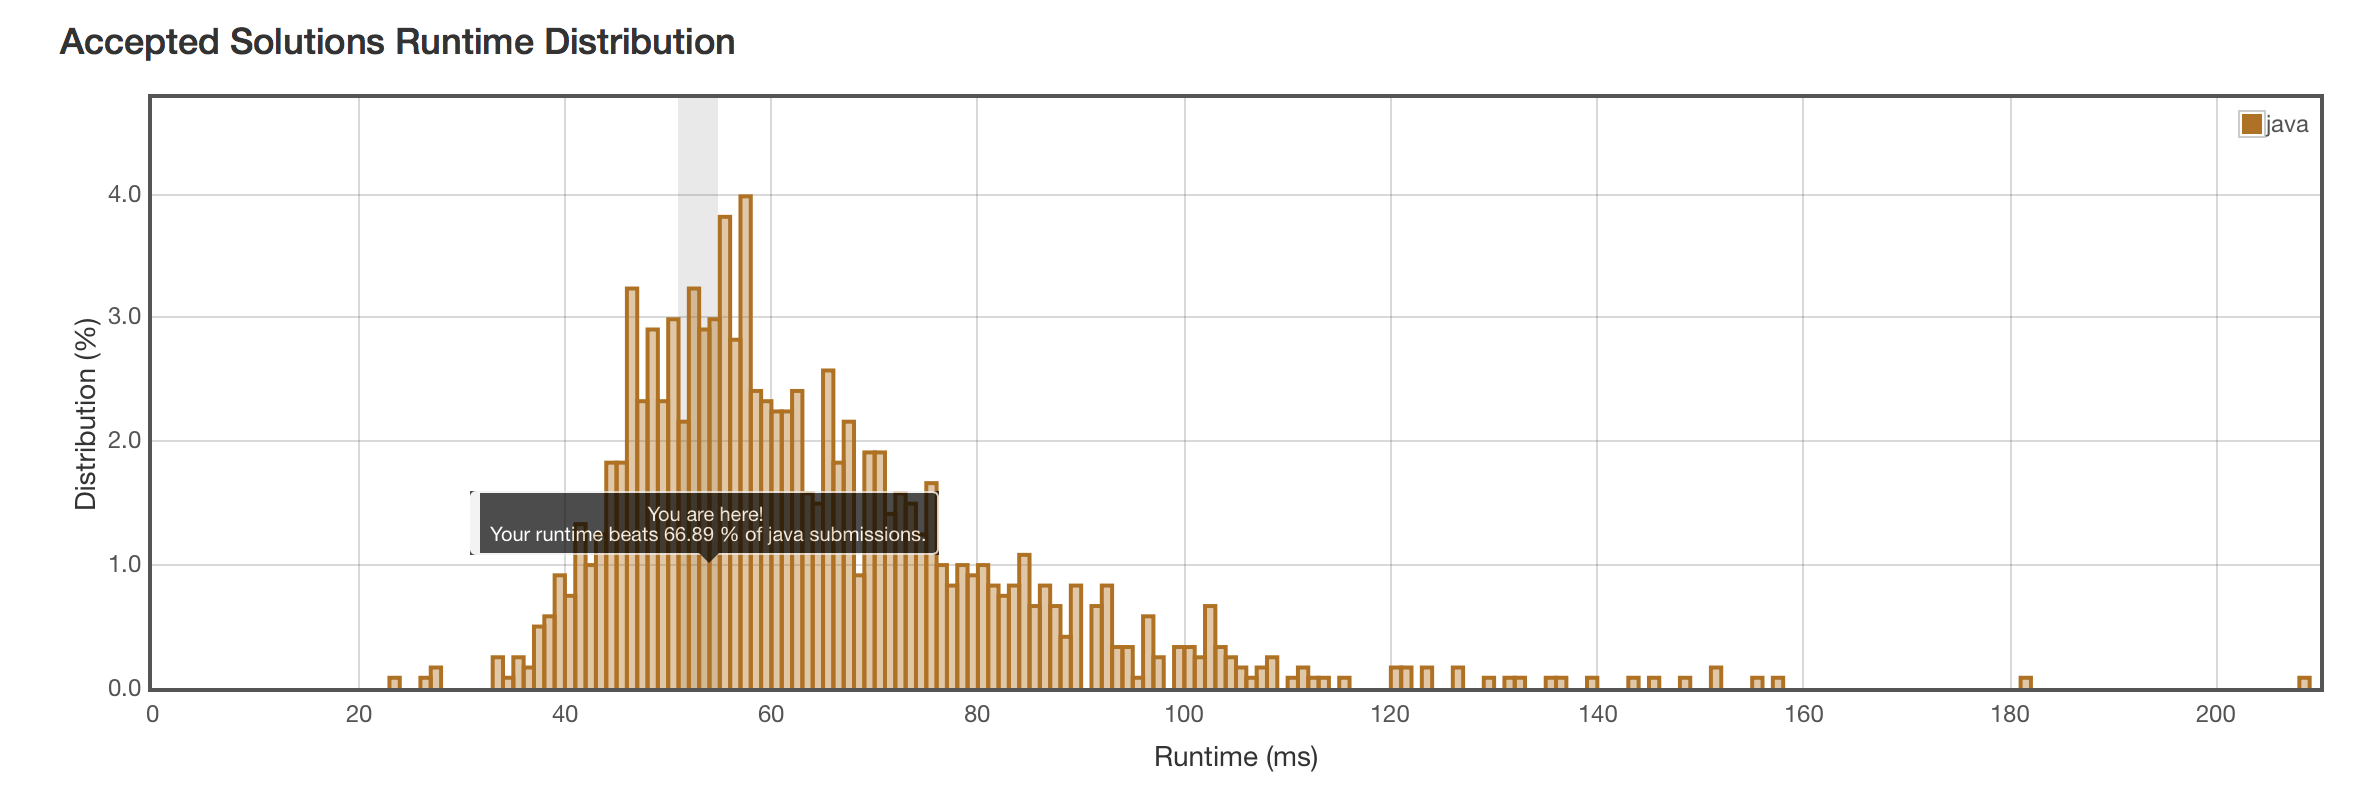 Accepted Solutions Runtime Distribution
java
4.0
3.0
2.0
1.0
0.0
Distribution (%)
You are here!
Your runtime beats 66.89 % of java submissions.
0 20 40 60 80 100 120 140 160 180 200
Runtime (ms)